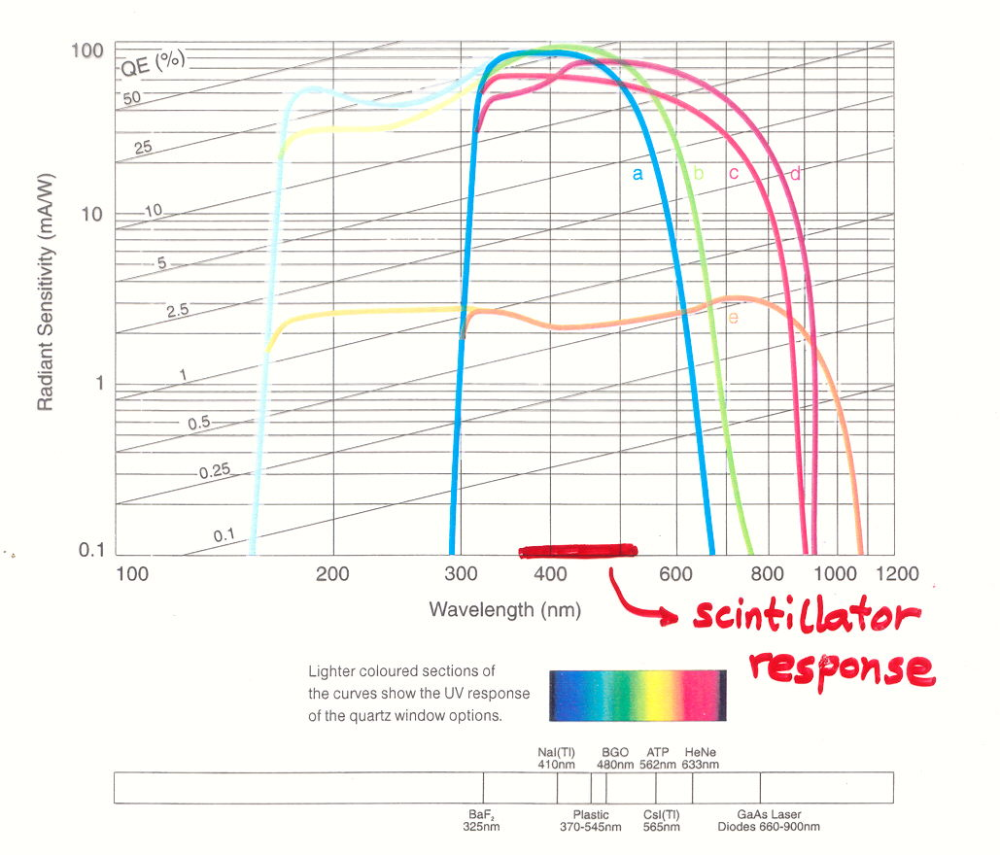 100
QE (%)
50
25
10
10
5
2.5
1
1
0.5
0.25
0.1
0.1
a
b
c
d
e
Radiant Sensitivity (mA/W)
100
200
300
400
600
800
1000
1200
Wavelength (nm)
scintillator
response
Lighter coloured sections of
the curves show the UV response
of the quartz window options.
NaI(Tl) BGO ATP HeNe
410nm 480nm 562nm 633nm
BaF₂ Plastic CsI(Tl) GaAs Laser
325nm 370-545nm 565nm Diodes 660-900nm